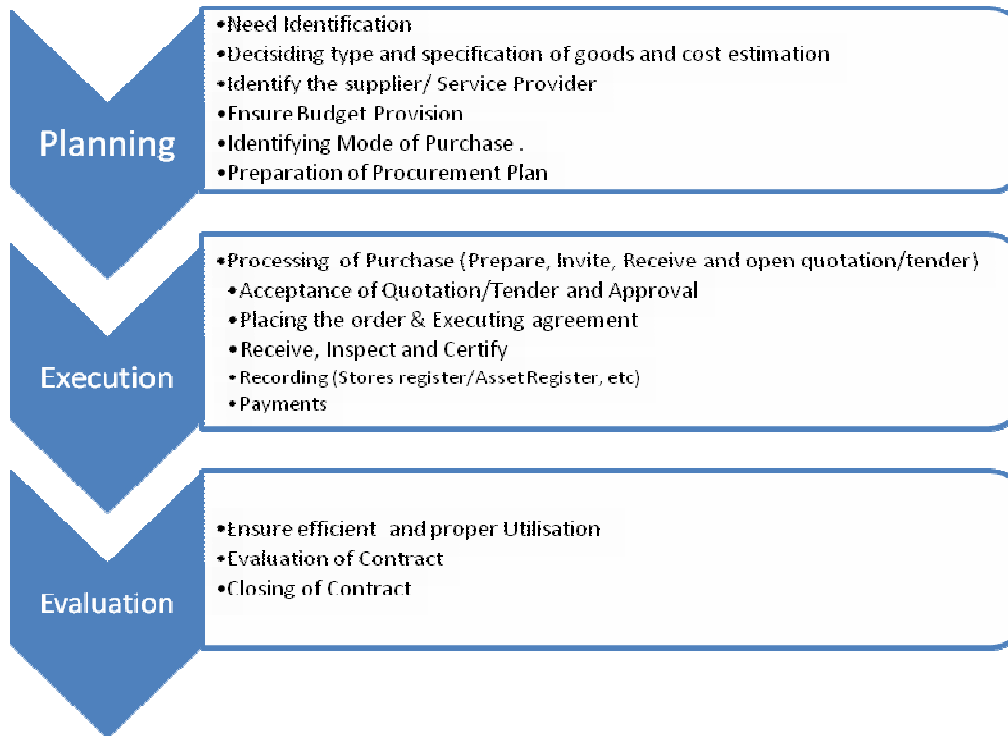 Planning
•Need Identification
•Decisiding type and specification of goods and cost estimation
•Identify the supplier/ Service Provider
•Ensure Budget Provision
•Identifying Mode of Purchase .
•Preparation of Procurement Plan
Execution
•Processing of Purchase (Prepare, Invite, Receive and open quotation/tender)
•Acceptance of Quotation/Tender and Approval
•Placing the order & Executing agreement
•Receive, Inspect and Certify
•Recording (Stores register/Asset Register, etc)
•Payments
Evaluation
•Ensure efficient and proper Utilisation
•Evaluation of Contract
•Closing of Contract